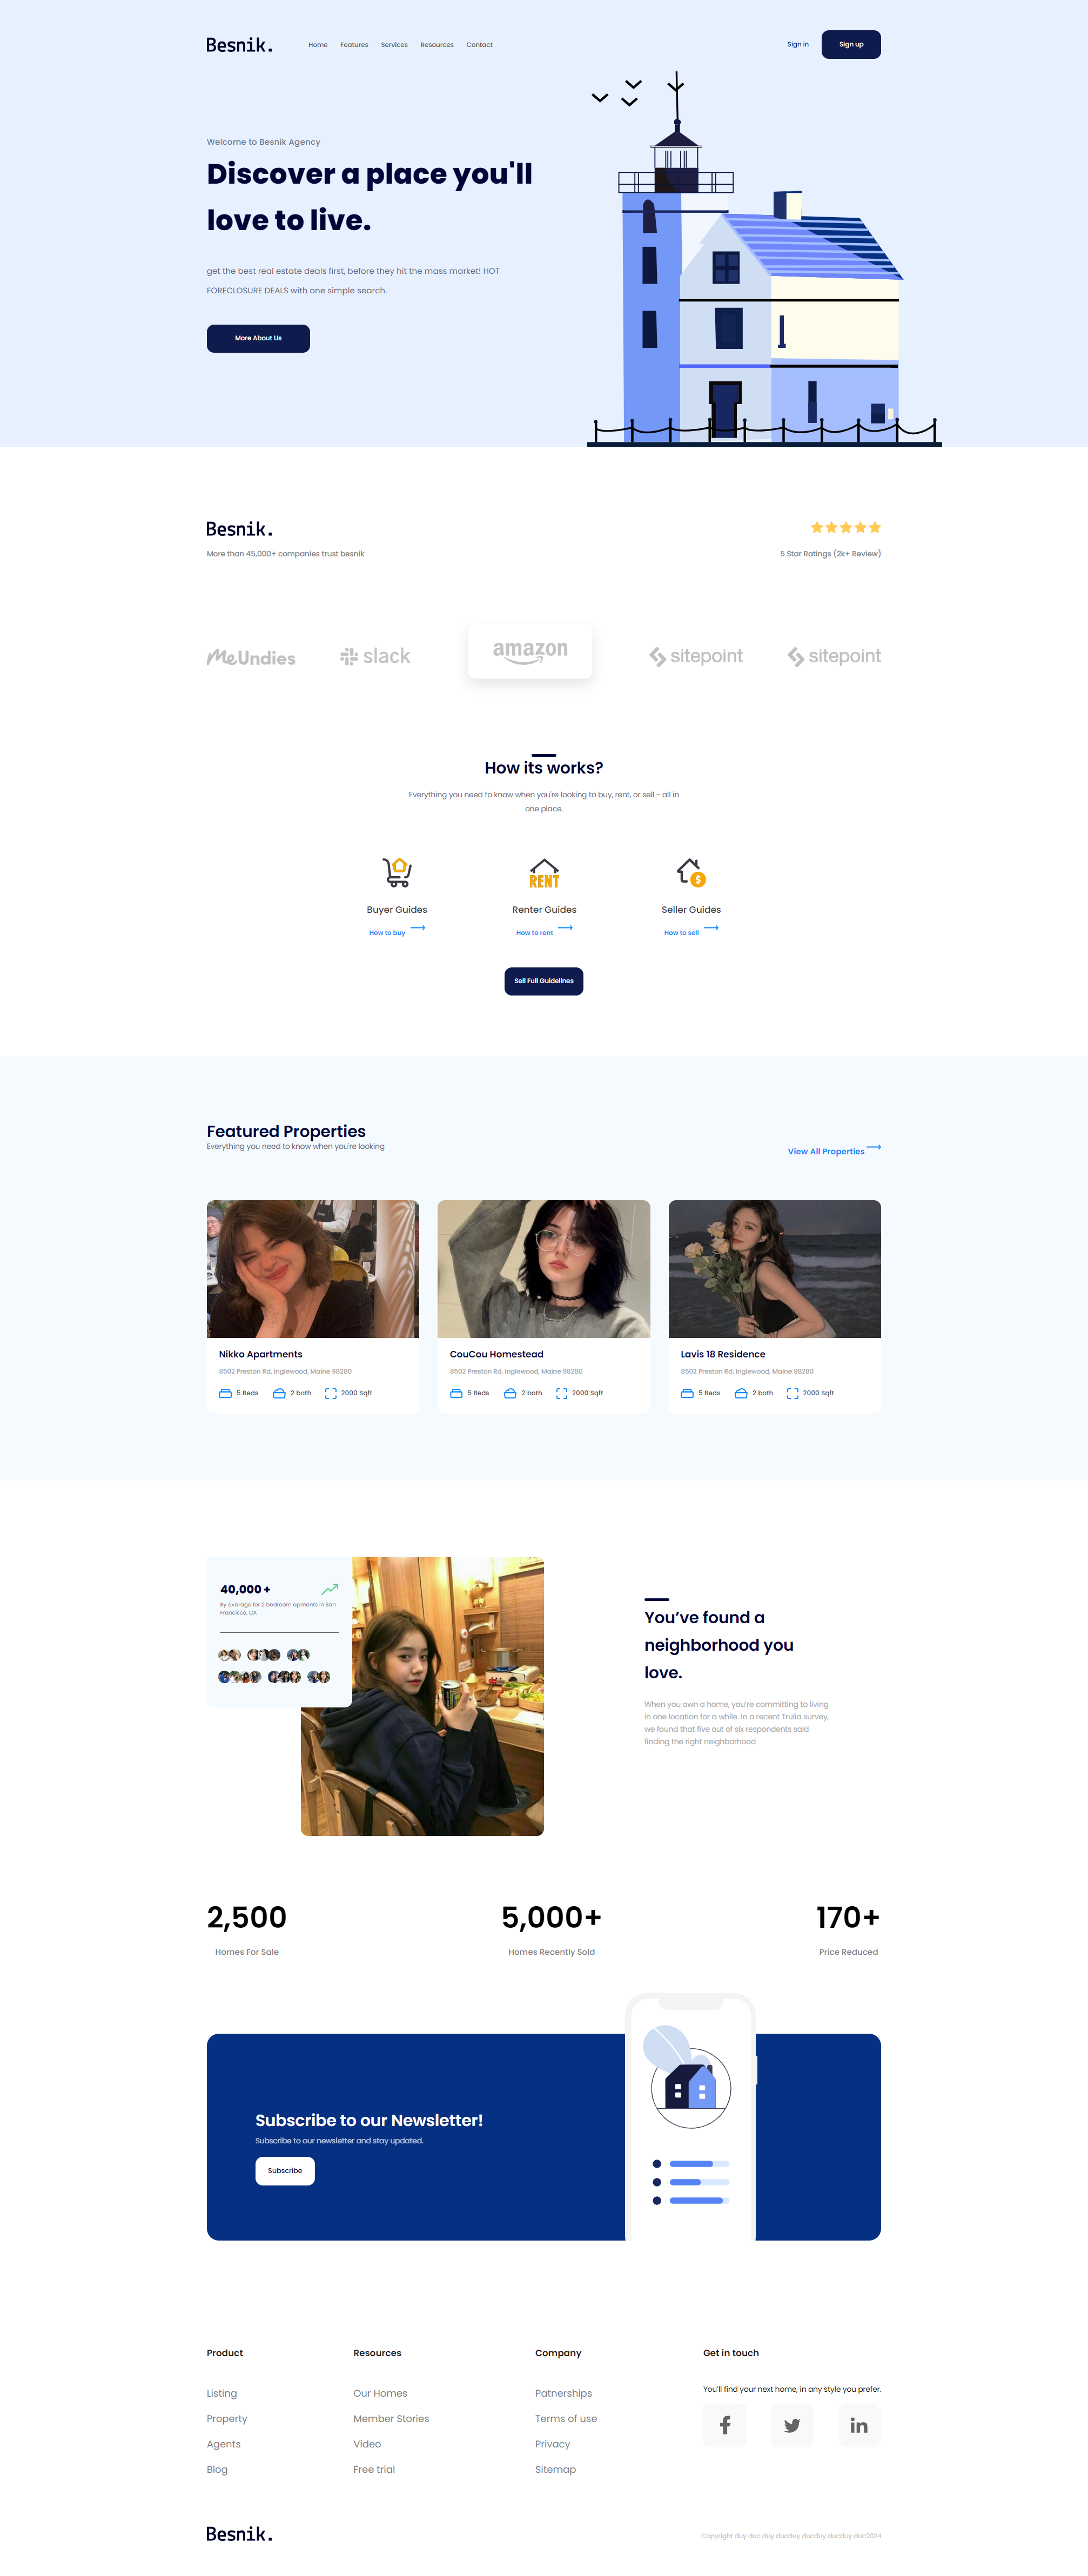 Besnik.
Home Features Services Resources Contact
Sign in
Sign up
Welcome to Besnik Agency
Discover a place you'll
love to live.
get the best real estate deals first, before they hit the mass market! HOT
FORECLOSURE DEALS with one simple search.
More About Us
Besnik.
More than 45,000+ companies trust besnik
5 Star Ratings (2k+ Review)
MeUndies
slack
amazon
sitepoint
sitepoint
How its works?
Everything you need to know when you're looking to buy, rent, or sell - all in
one place.
RENT
$
Buyer Guides
Renter Guides
Seller Guides
How to buy
How to rent
How to sell
Sell Full Guidelines
Featured Properties
Everything you need to know when you're looking
View All Properties
Nikko Apartments
8502 Preston Rd. Inglewood, Maine 98280
5 Beds 2 both 2000 Sqft
CouCou Homestead
8502 Preston Rd. Inglewood, Maine 98280
5 Beds 2 both 2000 Sqft
Lavis 18 Residence
8502 Preston Rd. Inglewood, Maine 98280
5 Beds 2 both 2000 Sqft
40,000+
By avarage for 2 bedroom aprments in San
Francisco, CA
You've found a
neighborhood you
love.
When you own a home, you're committing to living
in one location for a while. In a recent Trulia survey,
we found that five out of six respondents said
finding the right neighborhood
2,500
Homes For Sale
5,000+
Homes Recently Sold
170+
Price Reduced
Subscribe to our Newsletter!
Subscribe to our newsletter and stay updated.
Subscribe
Product
Listing
Property
Agents
Blog
Resources
Our Homes
Member Stories
Video
Free trial
Company
Patnerships
Terms of use
Privacy
Sitemap
Get in touch
You'll find your next home, in any style you prefer.
Besnik.
Copyright duy duc duy ducduy ducduy ducduy duc2024